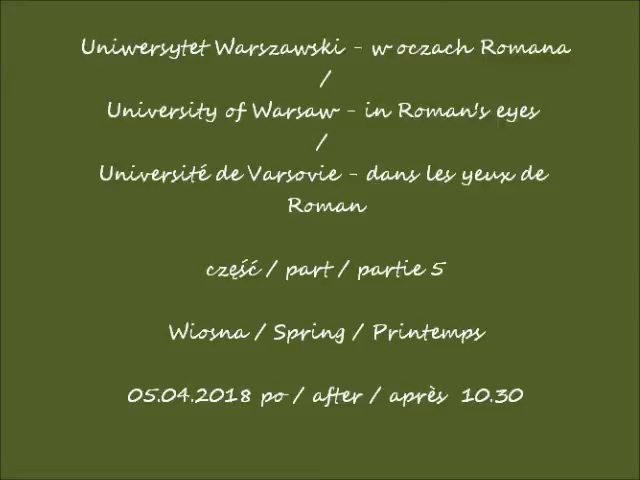 Uniwersytet Warszawski - w oczach Romana
/
University of Warsaw - in Roman's eyes
/
Université de Varsovie - dans les yeux de
Roman
część / part / partie 5
Wiosna / Spring / Printemps
05.04.2018 po / after / après 10.30